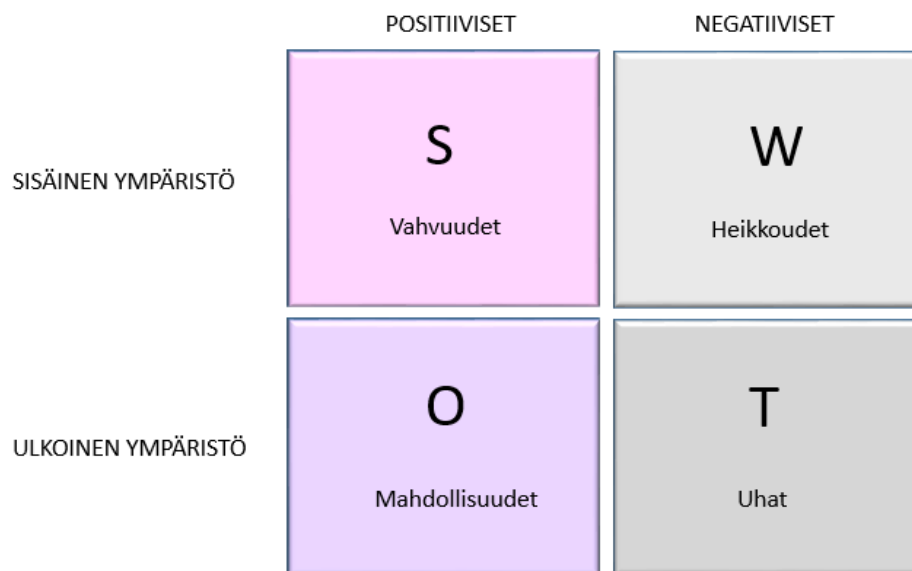 POSITIIVISET NEGATIIVISET
S W
SISÄINEN YMPÄRISTÖ
Vahvuudet Heikkoudet
O T
ULKOINEN YMPÄRISTÖ
Mahdollisuudet Uhat